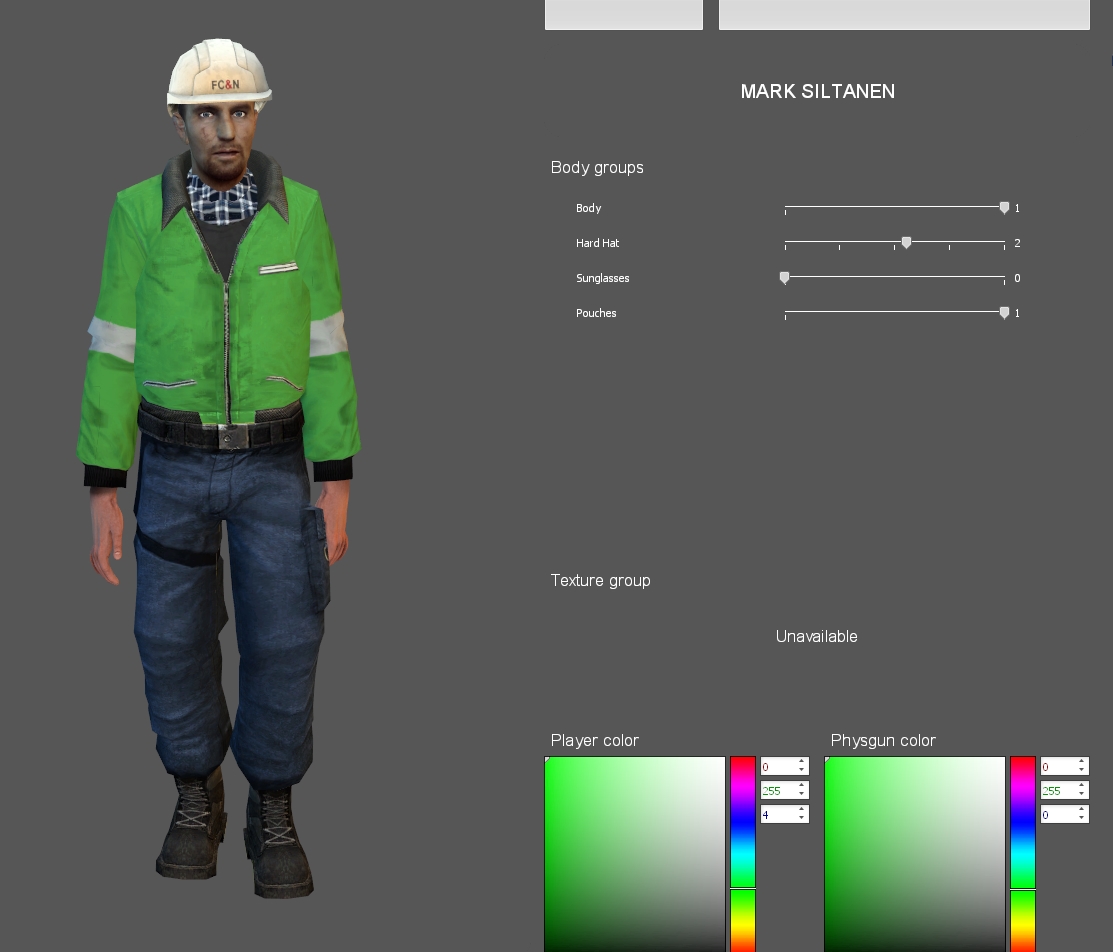 FC&N
MARK SILTANEN
Body groups
Body 1
Hard Hat 2
Sunglasses 0
Pouches 1
Texture group
Unavailable
Player color Physgun color
0 0
255 255
4 0